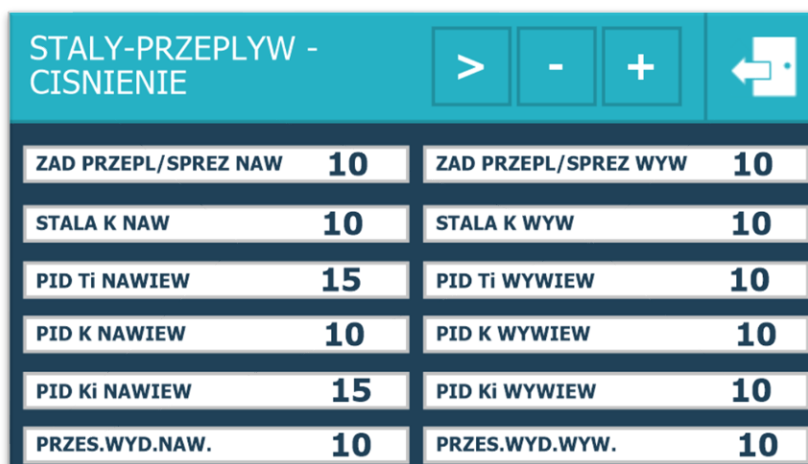 STALY-PRZEPLYW -
CISNIENIE
> - +
ZAD PRZEPL/SPREZ NAW 10 ZAD PRZEPL/SPREZ WYW 10
STALA K NAW 10 STALA K WYW 10
PID Ti NAWIEW 15 PID Ti WYWIEW 10
PID K NAWIEW 10 PID K WYWIEW 10
PID Ki NAWIEW 15 PID Ki WYWIEW 10
PRZES.WYD.NAW. 10 PRZES.WYD.WYW. 10